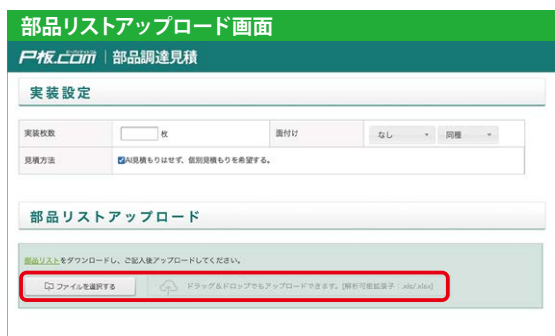 部品リストアップロード画面
P板.com 部品調達見積
実装設定
実装枚数 枚 面付け なし 同種
見積方法 AI見積もりはせず、個別見積もりを希望する。
部品リストアップロード
部品リストをダウンロードし、ご記入後アップロードしてください。
ファイルを選択する ドラッグ&ドロップでもアップロードできます。[解析可能拡張子：.xls/.xlsx]